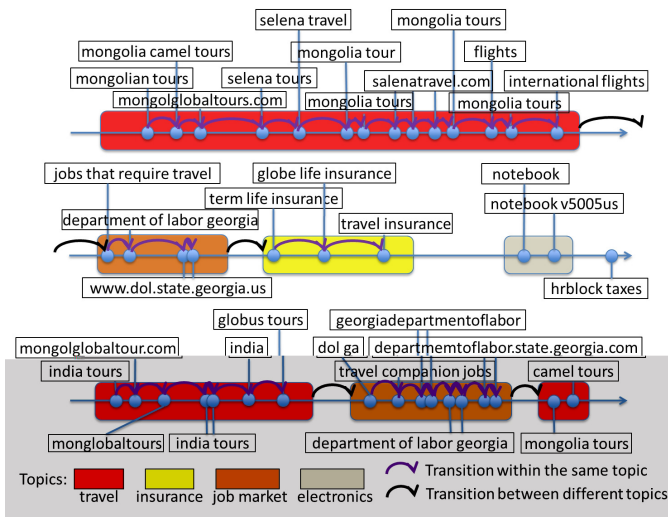 selena travel
mongolia tours
mongolia camel tours
mongolia tour
flights
mongolian tours
selena tours
salenatravel.com
international flights
mongolglobaltours.com
mongolia tours
mongolia tours
jobs that require travel
globe life insurance
notebook
term life insurance
notebook v5005us
department of labor georgia
travel insurance
www.dol.state.georgia.us
hrblock taxes
globus tours
georgiadepartmentoflabor
mongolglobaltour.com
india
dol ga
departmemtoflabor.state.georgia.com
india tours
travel companion jobs
camel tours
monglobaltours
india tours
department of labor georgia
mongolia tours
Topics:
travel
insurance
job market
electronics
Transition within the same topic
Transition between different topics